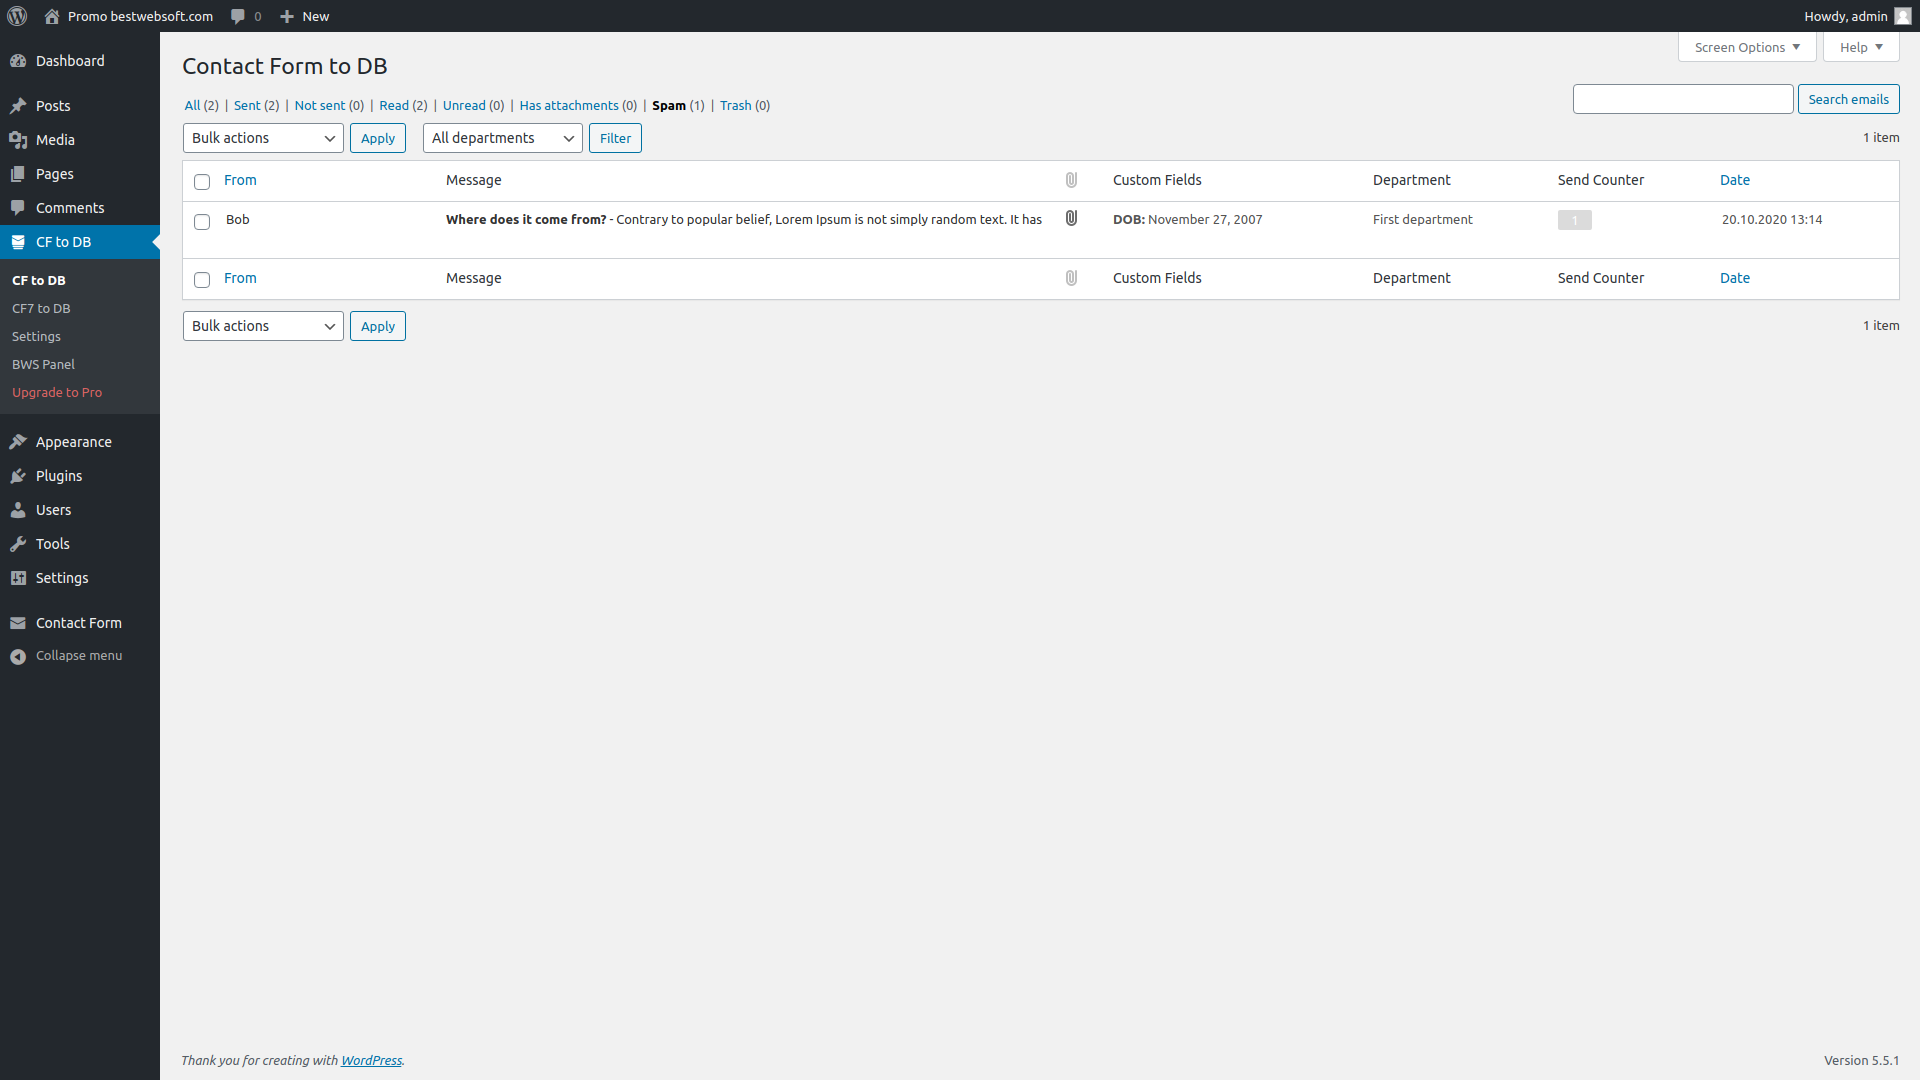 Promo bestwebsoft.com 0 New Howdy, admin
Dashboard
Posts
Media
Pages
Comments
CF to DB
CF to DB
CF7 to DB
Settings
BWS Panel
Upgrade to Pro
Appearance
Plugins
Users
Tools
Settings
Contact Form
Collapse menu
Screen Options Help
Contact Form to DB
All (2) | Sent (2) | Not sent (0) | Read (2) | Unread (0) | Has attachments (0) | Spam (1) | Trash (0)
Search emails
Bulk actions Apply All departments Filter 1 item
From Message Custom Fields Department Send Counter Date
Bob Where does it come from? - Contrary to popular belief, Lorem Ipsum is not simply random text. It has DOB: November 27, 2007 First department 1 20.10.2020 13:14
From Message Custom Fields Department Send Counter Date
Bulk actions Apply 1 item
Thank you for creating with WordPress. Version 5.5.1